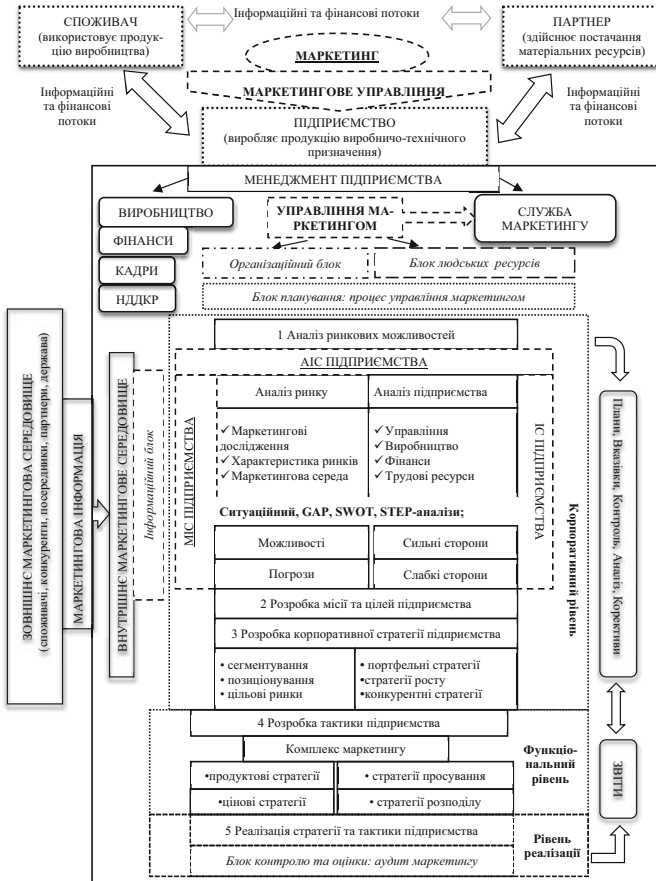 СПОЖИВАЧ
(використовує продук-
цію виробництва)
Інформаційні та фінансові потоки
ПАРТНЕР
(здійснює постачання
матеріальних ресурсів)
МАРКЕТИНГ
МАРКЕТИНГОВЕ УПРАВЛІННЯ
Інформаційні
та фінансові
потоки
Інформаційні
та фінансові
потоки
ПІДПРИЄМСТВО
(виробляє продукцію виробничо-технічного
призначення)
МЕНЕДЖМЕНТ ПІДПРИЄМСТВА
ВИРОБНИЦТВО
ФІНАНСИ
КАДРИ
НДДКР
УПРАВЛІННЯ МА-
РКЕТИНГОМ
СЛУЖБА
МАРКЕТИНГУ
Організаційний блок
Блок людських ресурсів
Блок планування: процес управління маркетингом
ЗОВНІШНЄ МАРКЕТИНГОВА СЕРЕДОВИЩЕ
(споживачі, конкуренти, посередники, партнери, держава)
МАРКЕТИНГОВА ІНФОРМАЦІЯ
ВНУТРІШНЄ МАРКЕТИНГОВЕ СЕРЕДОВИЩЕ
Інформаційний блок
1 Аналіз ринкових можливостей
АІС ПІДПРИЄМСТВА
МІС ПІДПРИЄМСТВА
ІС ПІДПРИЄМСТВА
Аналіз ринку
✓Маркетингові
дослідження
✓Характеристика ринків
✓Маркетингова середа
Аналіз підприємства
✓Управління
✓Виробництво
✓Фінанси
✓Трудові ресурси
Ситуаційний, GAP, SWOT, STEP-аналізи;
Можливості
Сильні сторони
Погрози
Слабкі сторони
2 Розробка місії та цілей підприємства
3 Розробка корпоративної стратегії підприємства
• сегментування
• позиціонування
• цільові ринки
• портфельні стратегії
•стратегії росту
•конкурентні стратегії
Корпоративний рівень
4 Розробка тактики підприємства
Комплекс маркетингу
•продуктові стратегії
• стратегії просування
•цінові стратегії
• стратегії розподілу
Функціо-
нальний
рівень
5 Реалізація стратегії та тактики підприємства
Блок контролю та оцінки: аудит маркетингу
Рівень
реалізації
Плани, Вказівки, Контроль, Аналіз, Корективи
ЗВІТИ